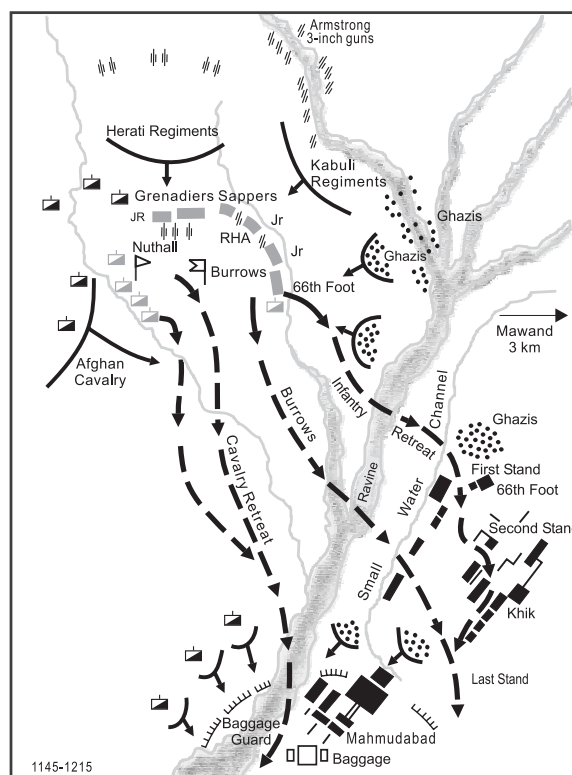 Armstrong
3-inch guns
Herati Regiments
Kabuli
Regiments
Grenadiers Sappers
JR
Jr
RHA
Jr
Ghazis
Ghazis
Nuthall
Burrows
66th Foot
Mawand
3 km
Afghan
Cavalry
Infantry
Retreat
Burrows
Cavalry Retreat
Ravine
Small
Water
Channel
Ghazis
First Stand
66th Foot
Second Stand
Khik
Last Stand
Baggage
Guard
Mahmudabad
Baggage
1145-1215